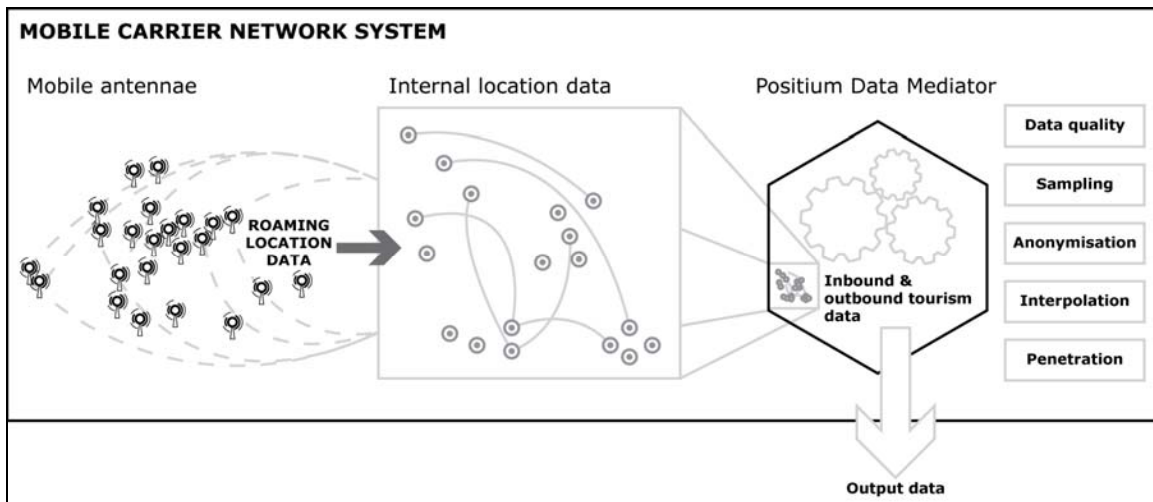 MOBILE CARRIER NETWORK SYSTEM
Mobile antennae
Internal location data
Positium Data Mediator
ROAMING
LOCATION
DATA
Inbound &
outbound tourism
data
Data quality
Sampling
Anonymisation
Interpolation
Penetration
Output data